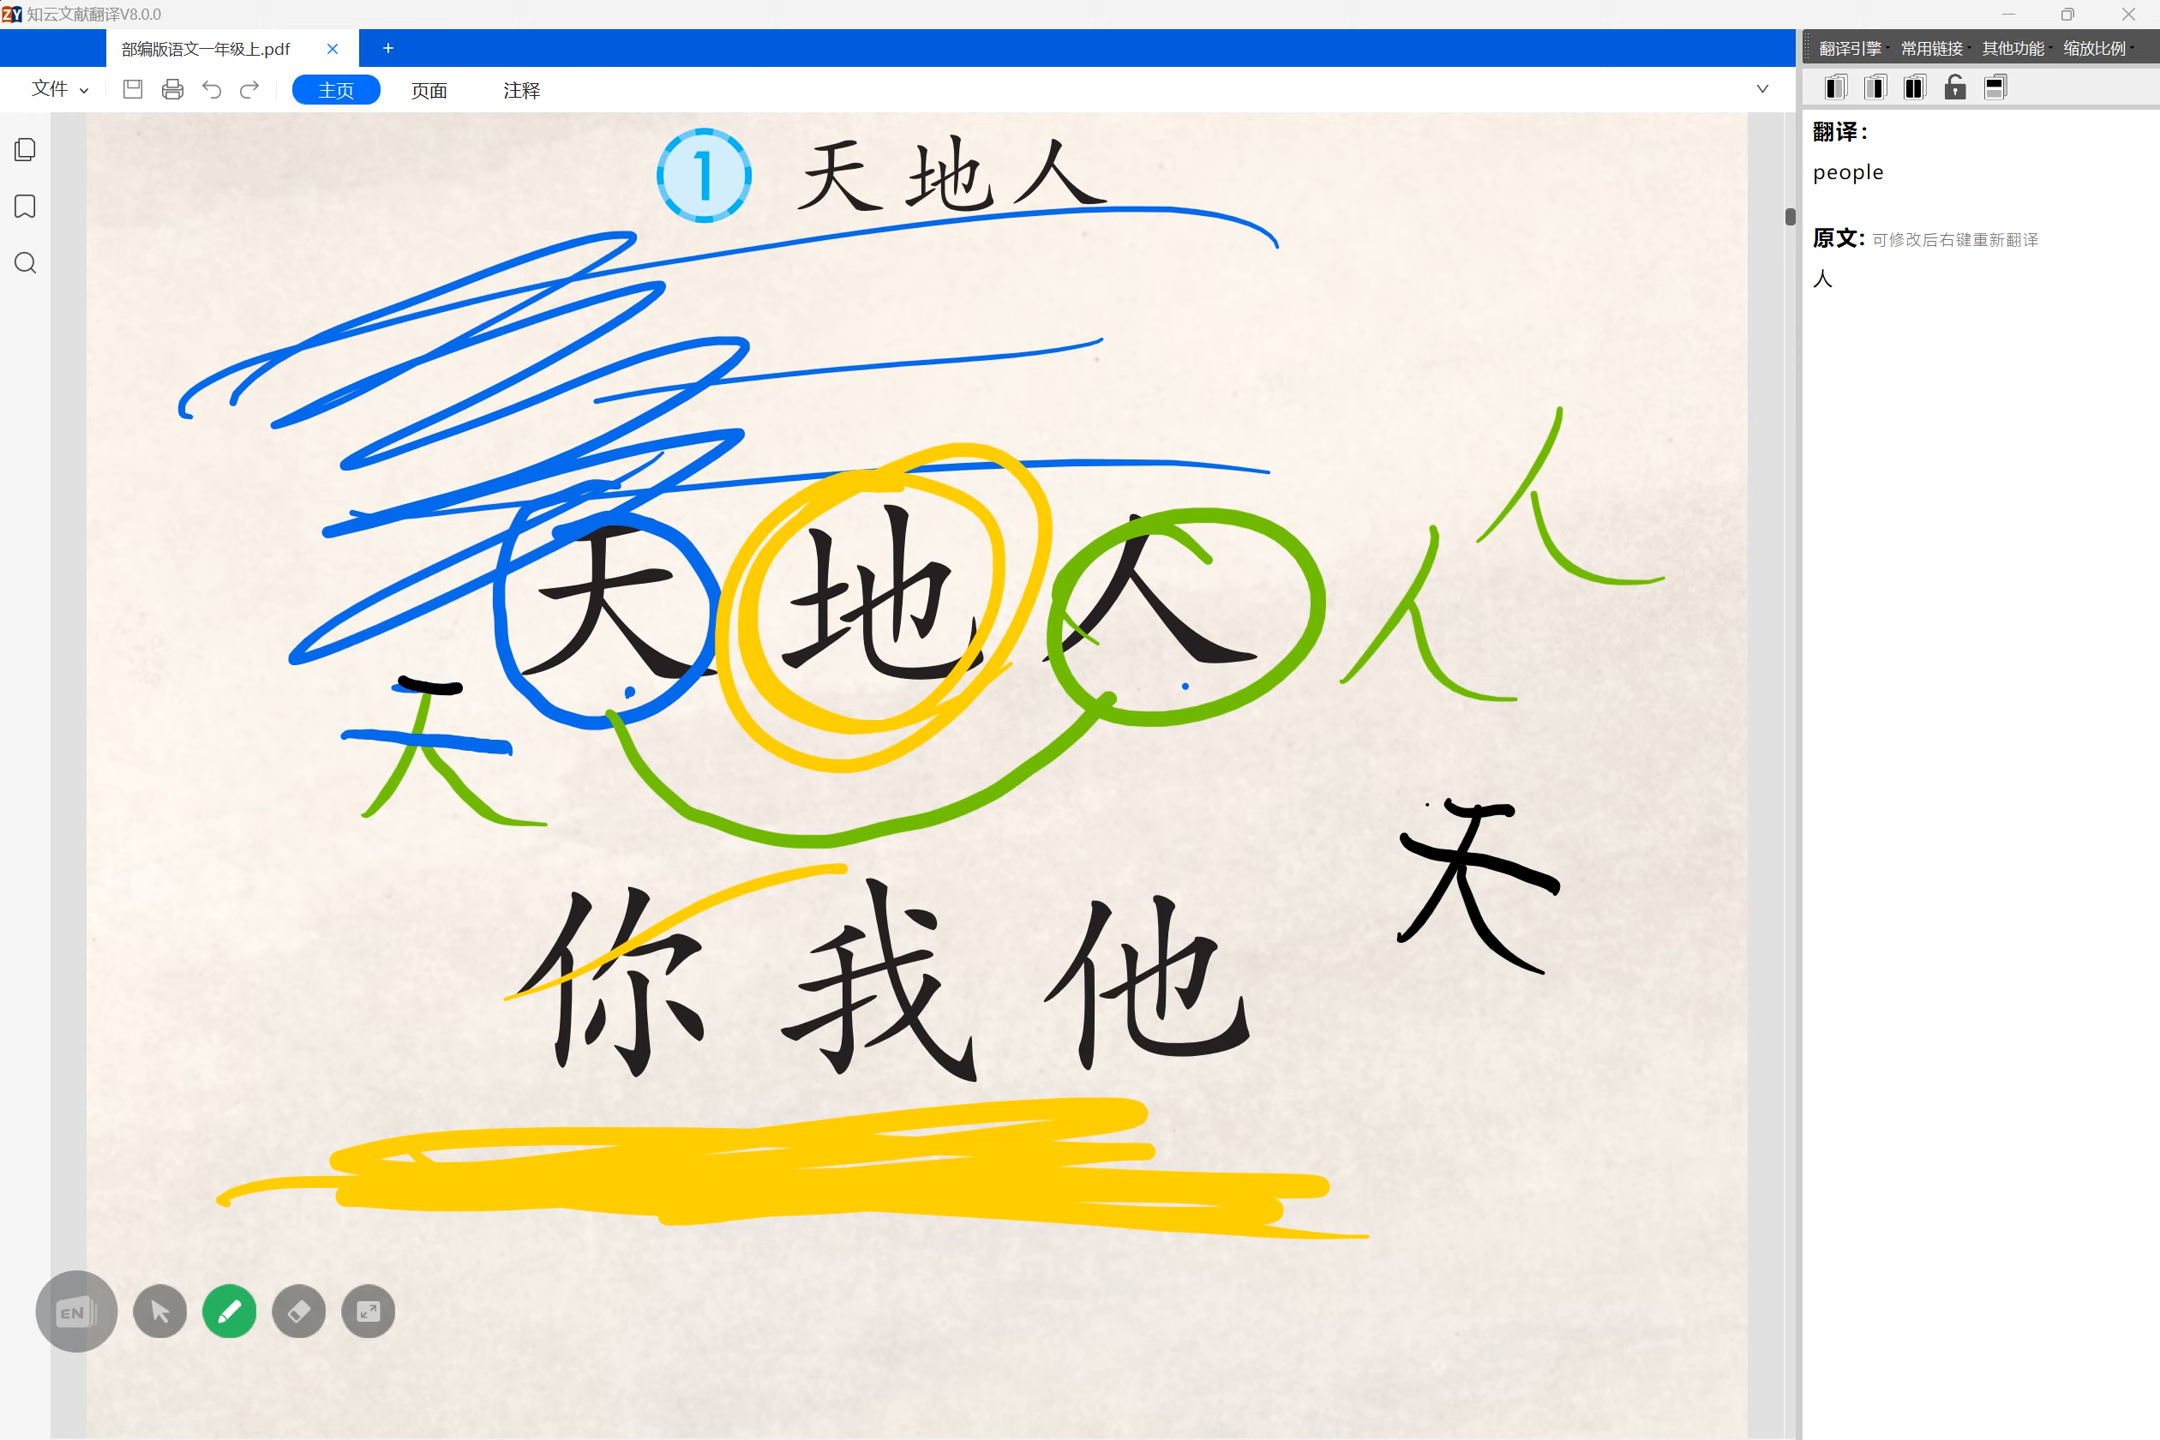 知云文献翻译V8.0.0
部编版语文一年级上.pdf
翻译引擎 常用链接 其他功能 缩放比例
文件 主页 页面 注释
翻译：
people
原文: 可修改后右键重新翻译
人
1 天地人
天地人
人
人
天
天
你我他
EN